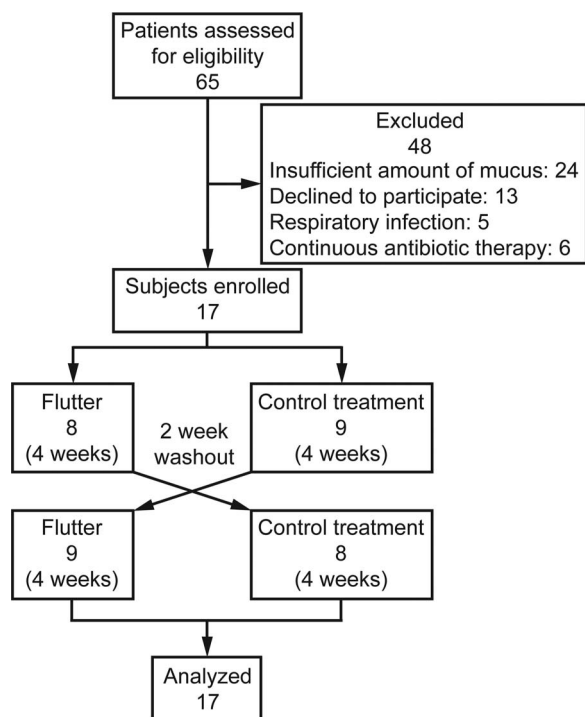 Patients assessed
for eligibility
65
Excluded
48
Insufficient amount of mucus: 24
Declined to participate: 13
Respiratory infection: 5
Continuous antibiotic therapy: 6
Subjects enrolled
17
Flutter
8
(4 weeks)
2 week
washout
Control treatment
9
(4 weeks)
Flutter
9
(4 weeks)
Control treatment
8
(4 weeks)
Analyzed
17